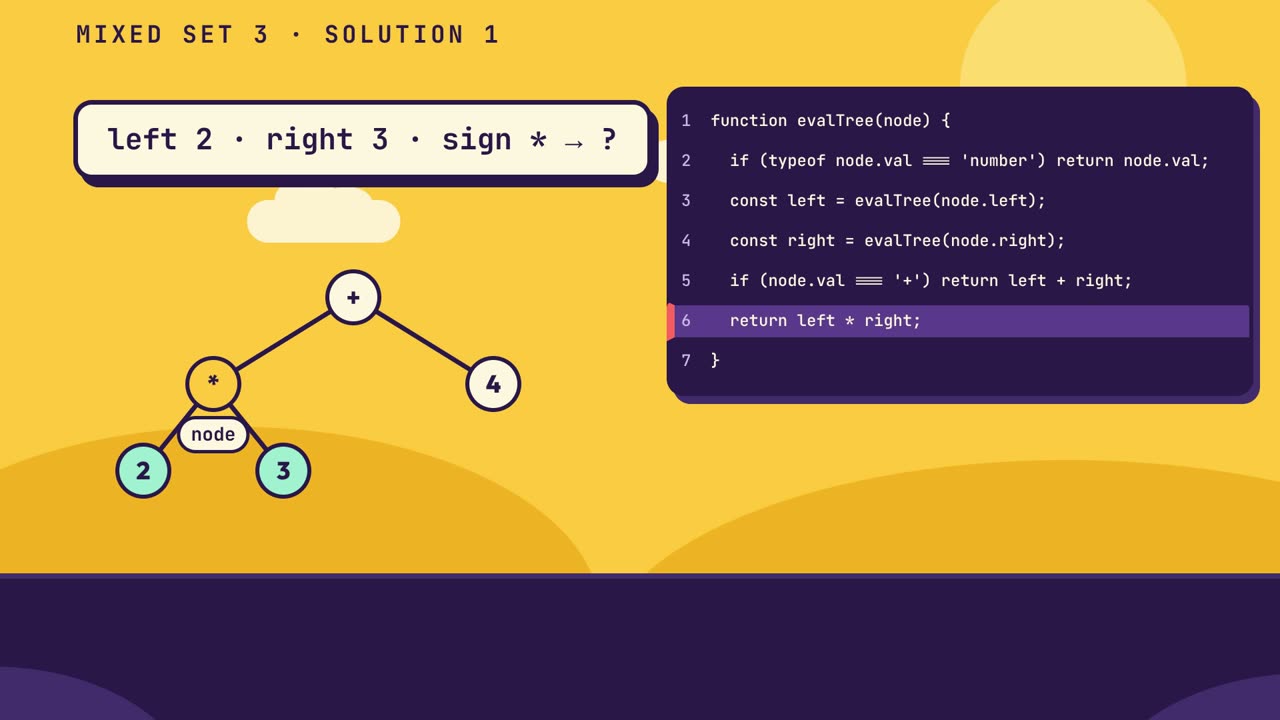 MIXED SET 3 · SOLUTION 1
left 2 · right 3 · sign * → ?
1 function evalTree(node) {
2 if (typeof node.val === 'number') return node.val;
3 const left = evalTree(node.left);
4 const right = evalTree(node.right);
5 if (node.val === '+') return left + right;
6 return left * right;
7 }
+
*
4
node
2
3